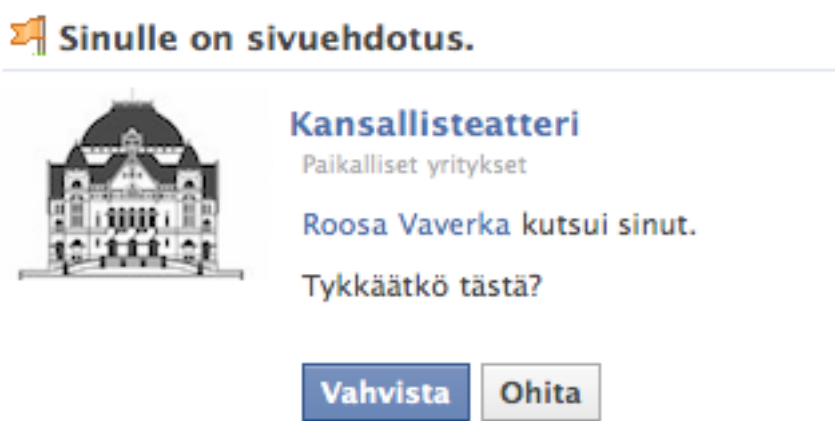 Sinulle on sivuehdotus.
Kansallisteatteri
Paikalliset yritykset
Roosa Vaverka kutsui sinut.
Tykkäätkö tästä?
Vahvista Ohita